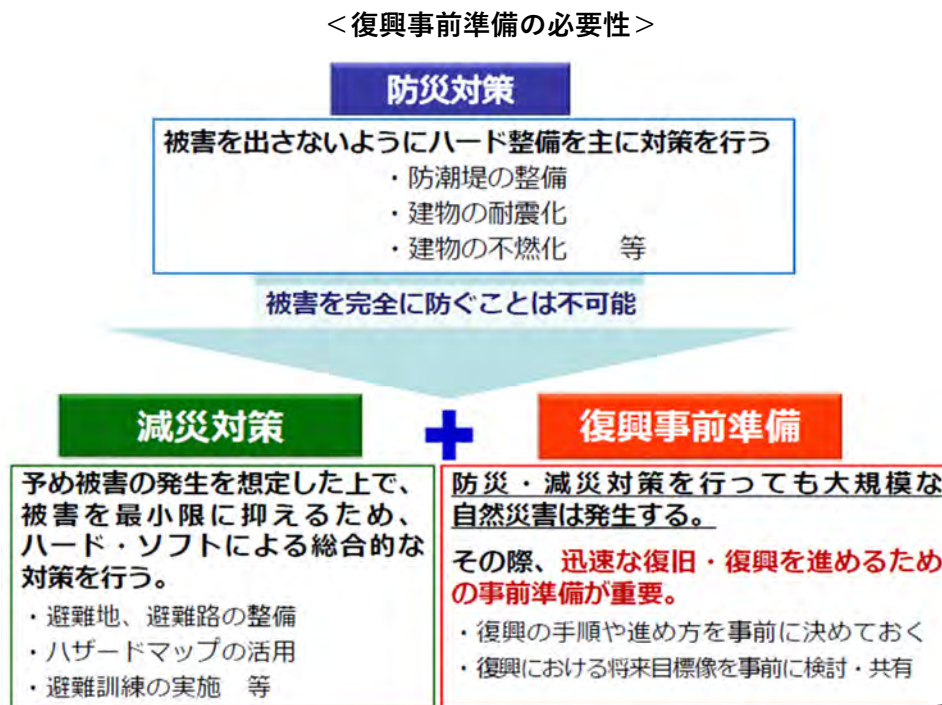 ＜復興事前準備の必要性＞
防災対策
被害を出さないようにハード整備を主に対策を行う
・防潮堤の整備
・建物の耐震化
・建物の不燃化　　等
被害を完全に防ぐことは不可能
減災対策
予め被害の発生を想定した上で、
被害を最小限に抑えるため、
ハード・ソフトによる総合的な
対策を行う。
・避難地、避難路の整備
・ハザードマップの活用
・避難訓練の実施　等
+
復興事前準備
防災・減災対策を行っても大規模な
自然災害は発生する。
その際、迅速な復旧・復興を進めるため
の事前準備が重要。
・復興の手順や進め方を事前に決めておく
・復興における将来目標像を事前に検討・共有